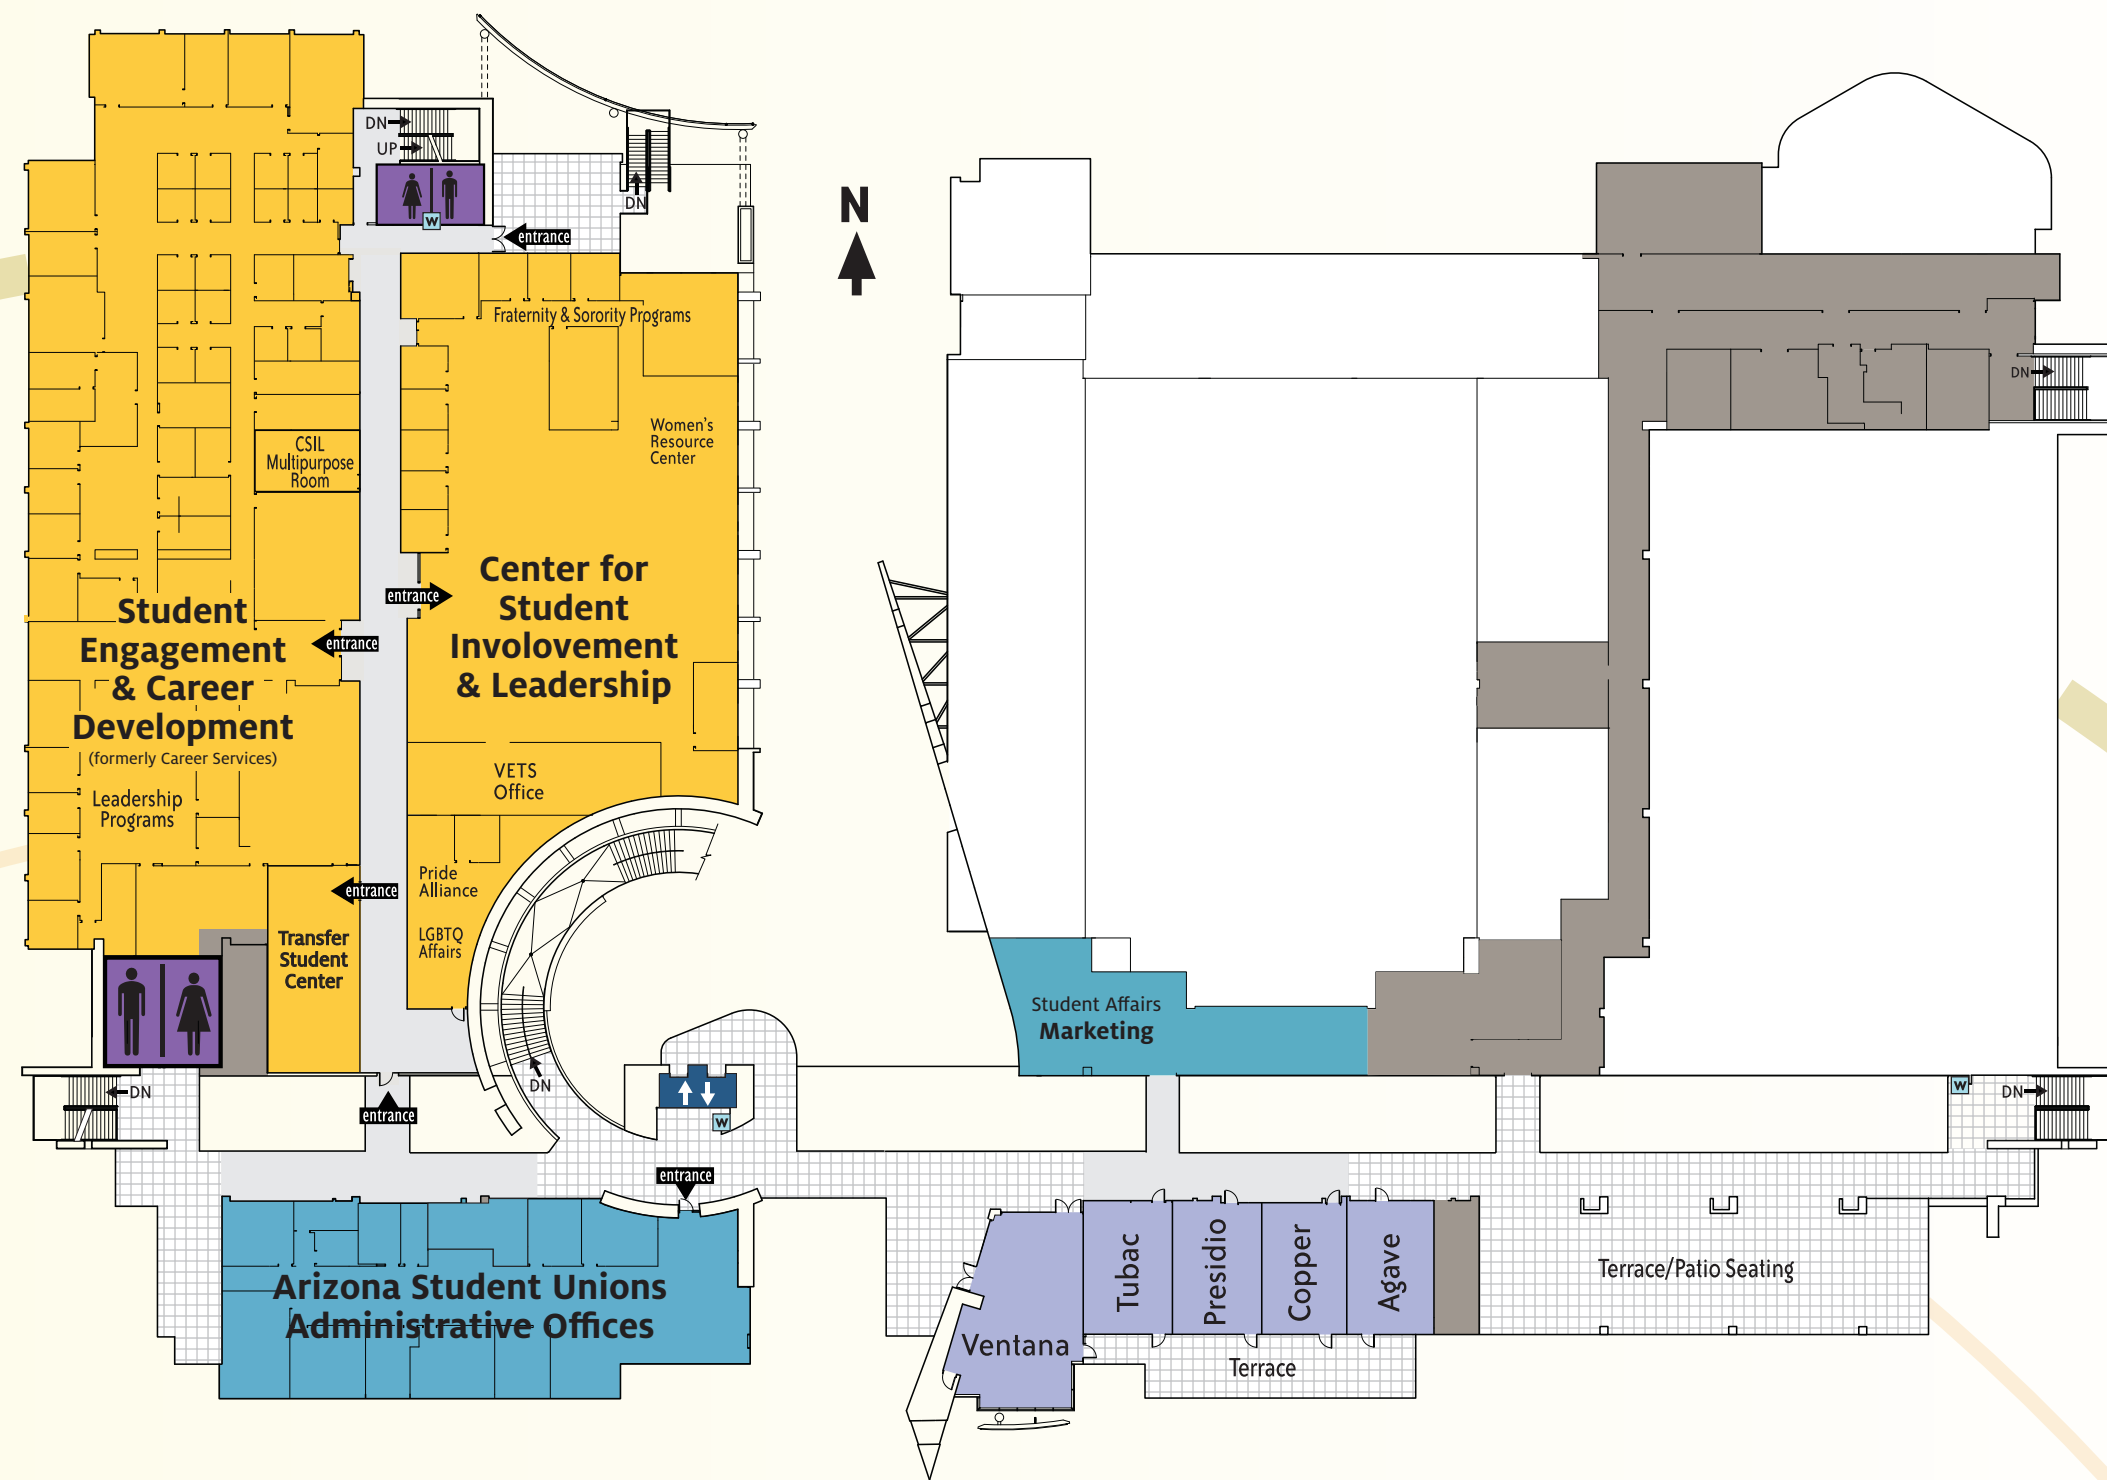 DN
UP
W
entrance
DN
N
Fraternity & Sorority Programs
Women's
Resource
Center
CSIL
Multipurpose
Room
DN
Center for
Student
Involovement
& Leadership
entrance
Student
Engagement
& Career
Development
(formerly Career Services)
entrance
Leadership
Programs
VETS
Office
Pride
Alliance
entrance
LGBTQ
Affairs
Transfer
Student
Center
Student Affairs
Marketing
DN
DN
entrance
W
W
DN
entrance
Arizona Student Unions
Administrative Offices
Ventana
Tubac
Presidio
Copper
Agave
Terrace/Patio Seating
Terrace